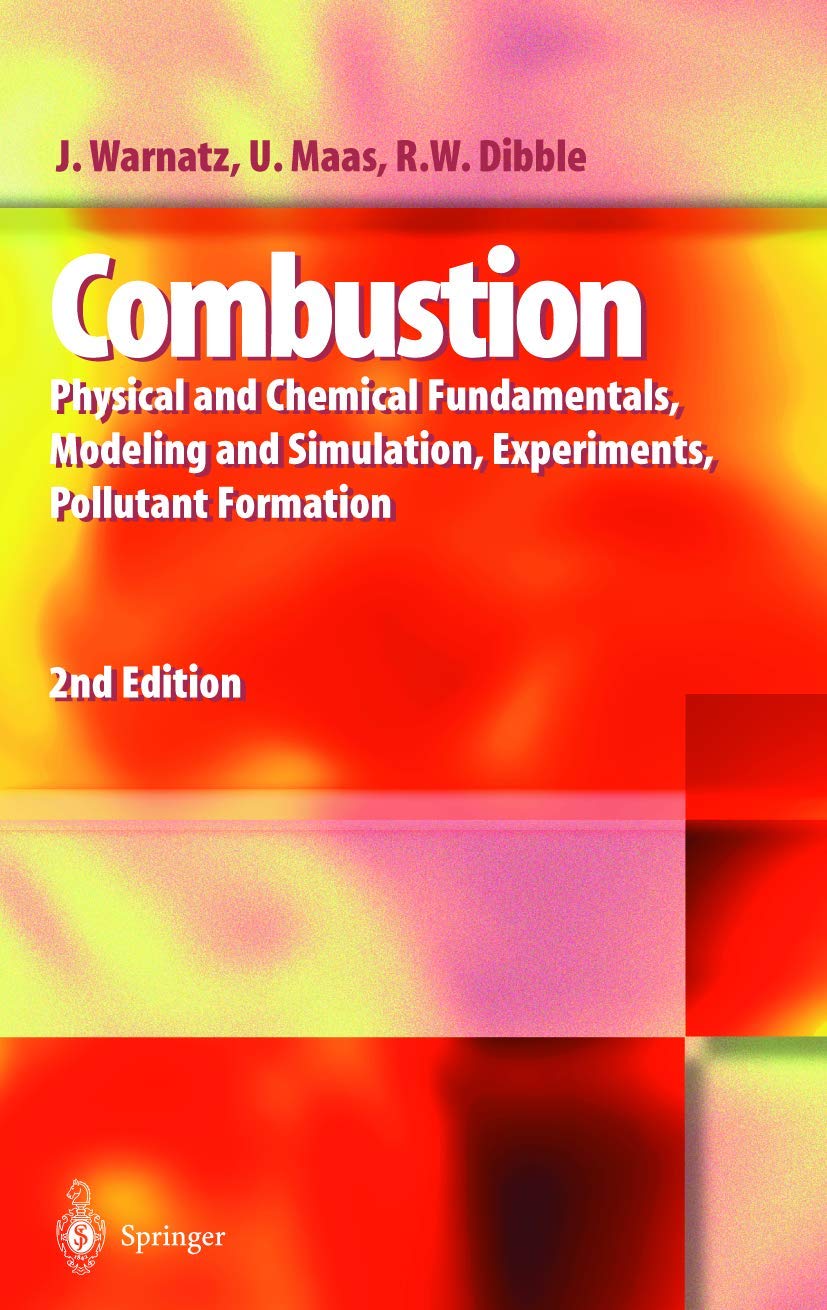 J. Warnatz, U. Maas, R.W. Dibble
Combustion
Physical and Chemical Fundamentals,
Modeling and Simulation, Experiments,
Pollutant Formation
2nd Edition
Springer